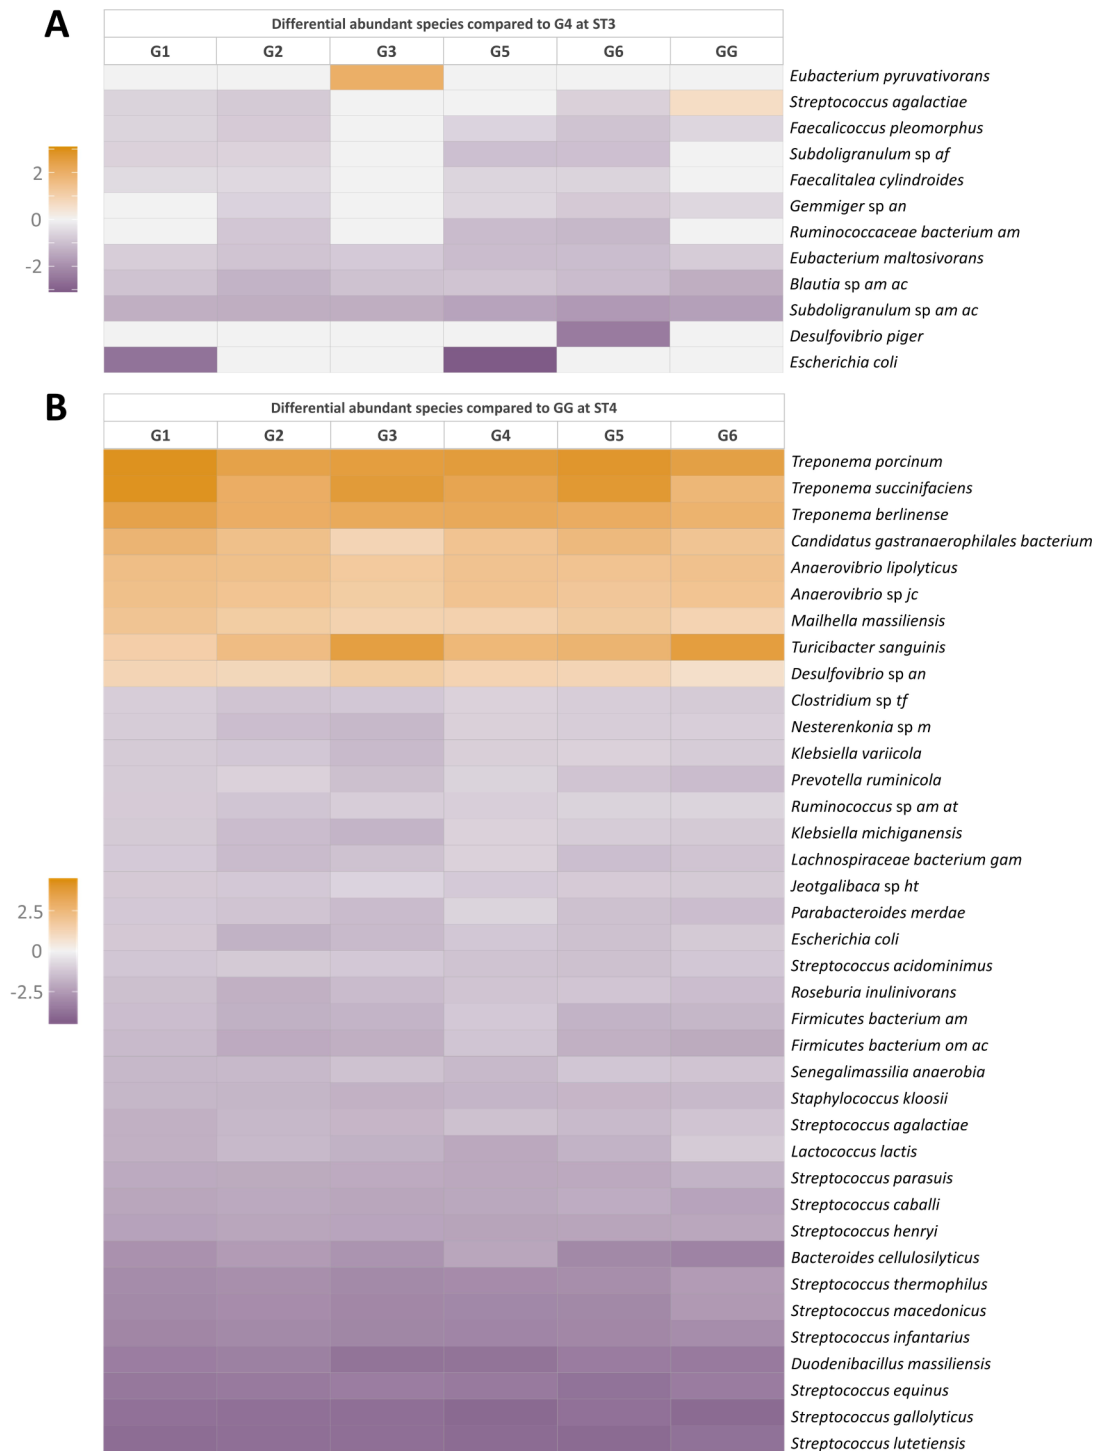 A
Differential abundant species compared to G4 at ST3
G1 G2 G3 G5 G6 GG
Eubacterium pyruvativorans
Streptococcus agalactiae
Faecalicoccus pleomorphus
Subdoligranulum sp af
Faecalitalea cylindroides
Gemmiger sp an
Ruminococcaceae bacterium am
Eubacterium maltosivorans
Blautia sp am ac
Subdoligranulum sp am ac
Desulfovibrio piger
Escherichia coli
2
0
-2
B
Differential abundant species compared to GG at ST4
G1 G2 G3 G4 G5 G6
Treponema porcinum
Treponema succinifaciens
Treponema berlinense
Candidatus gastranaerophilales bacterium
Anaerovibrio lipolyticus
Anaerovibrio sp jc
Mailhella massiliensis
Turicibacter sanguinis
Desulfovibrio sp an
Clostridium sp tf
Nesterenkonia sp m
Klebsiella variicola
Prevotella ruminicola
Ruminococcus sp am at
Klebsiella michiganensis
Lachnospiraceae bacterium gam
Jeotgalibaca sp ht
Parabacteroides merdae
Escherichia coli
Streptococcus acidominimus
Roseburia inulinivorans
Firmicutes bacterium am
Firmicutes bacterium om ac
Senegalimassilia anaerobia
Staphylococcus kloosii
Streptococcus agalactiae
Lactococcus lactis
Streptococcus parasuis
Streptococcus caballi
Streptococcus henryi
Bacteroides cellulosilyticus
Streptococcus thermophilus
Streptococcus macedonicus
Streptococcus infantarius
Duodenibacillus massiliensis
Streptococcus equinus
Streptococcus gallolyticus
Streptococcus lutetiensis
2.5
0
-2.5